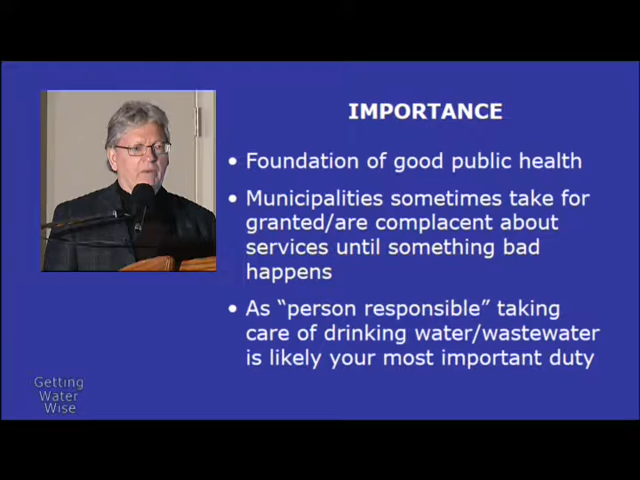 IMPORTANCE
• Foundation of good public health
• Municipalities sometimes take for
granted/are complacent about
services until something bad
happens
• As “person responsible” taking
care of drinking water/wastewater
is likely your most important duty
Getting
Water
Wise